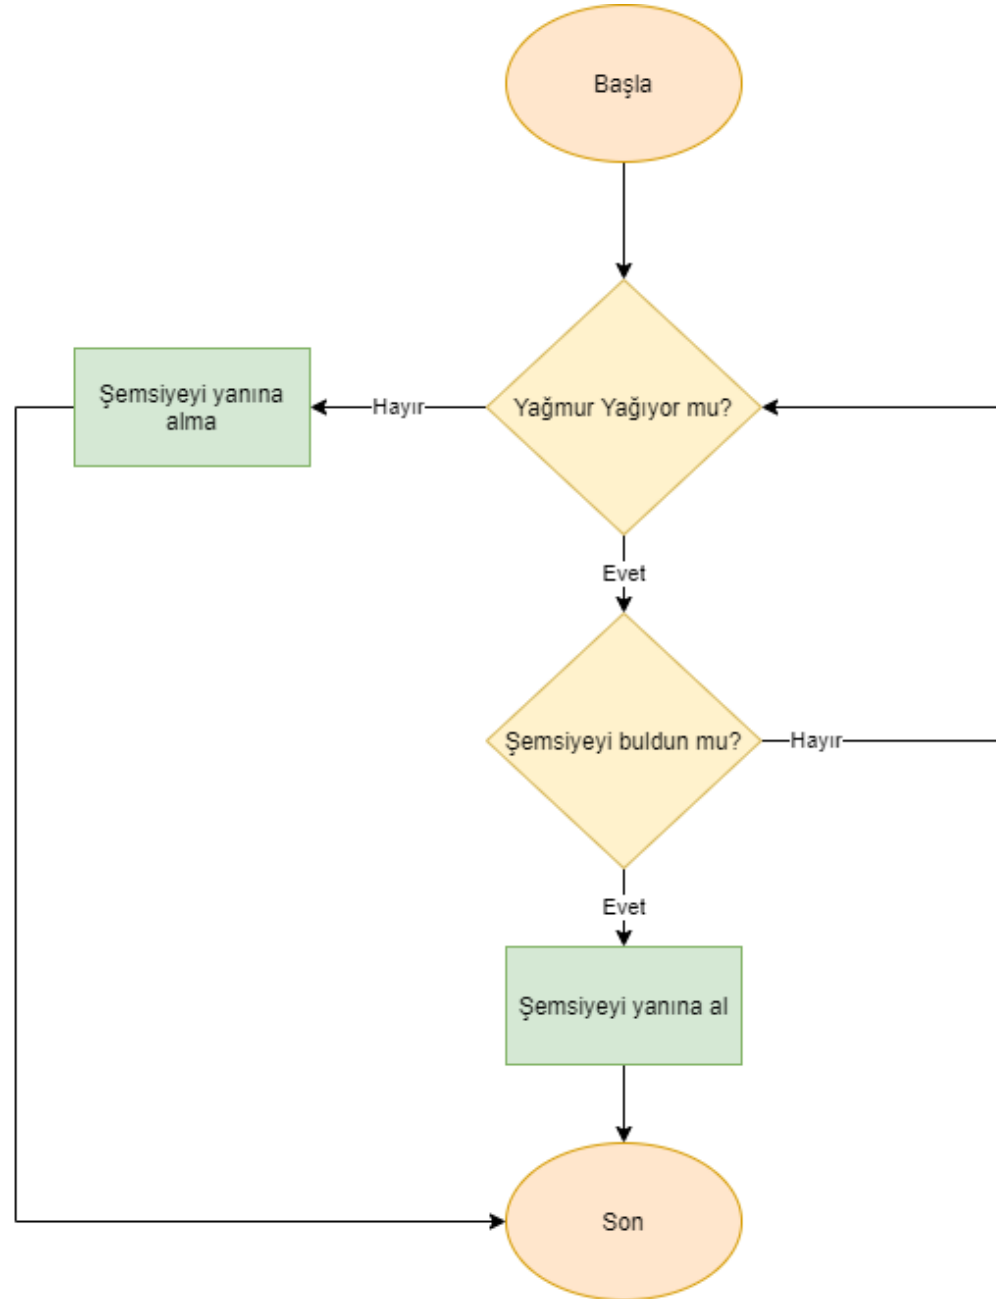 Başla
Yağmur Yağıyor mu?
Hayır
Şemsiyeyi yanına
alma
Evet
Şemsiyeyi buldun mu?
Hayır
Evet
Şemsiyeyi yanına al
Son